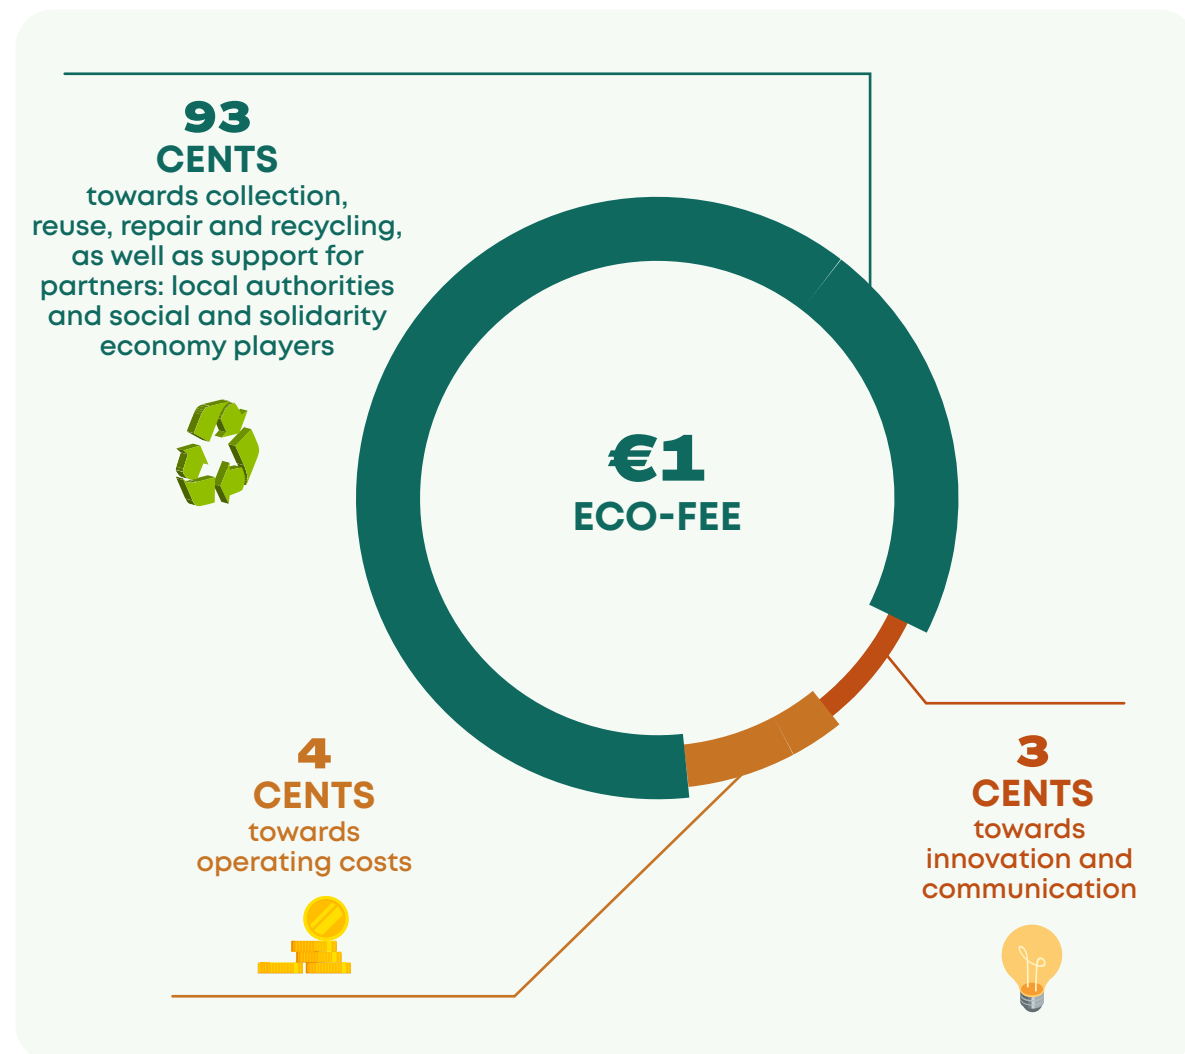 93
CENTS
towards collection,
reuse, repair and recycling,
as well as support for
partners: local authorities
and social and solidarity
economy players
€1
ECO-FEE
4
CENTS
towards
operating costs
3
CENTS
towards
innovation and
communication